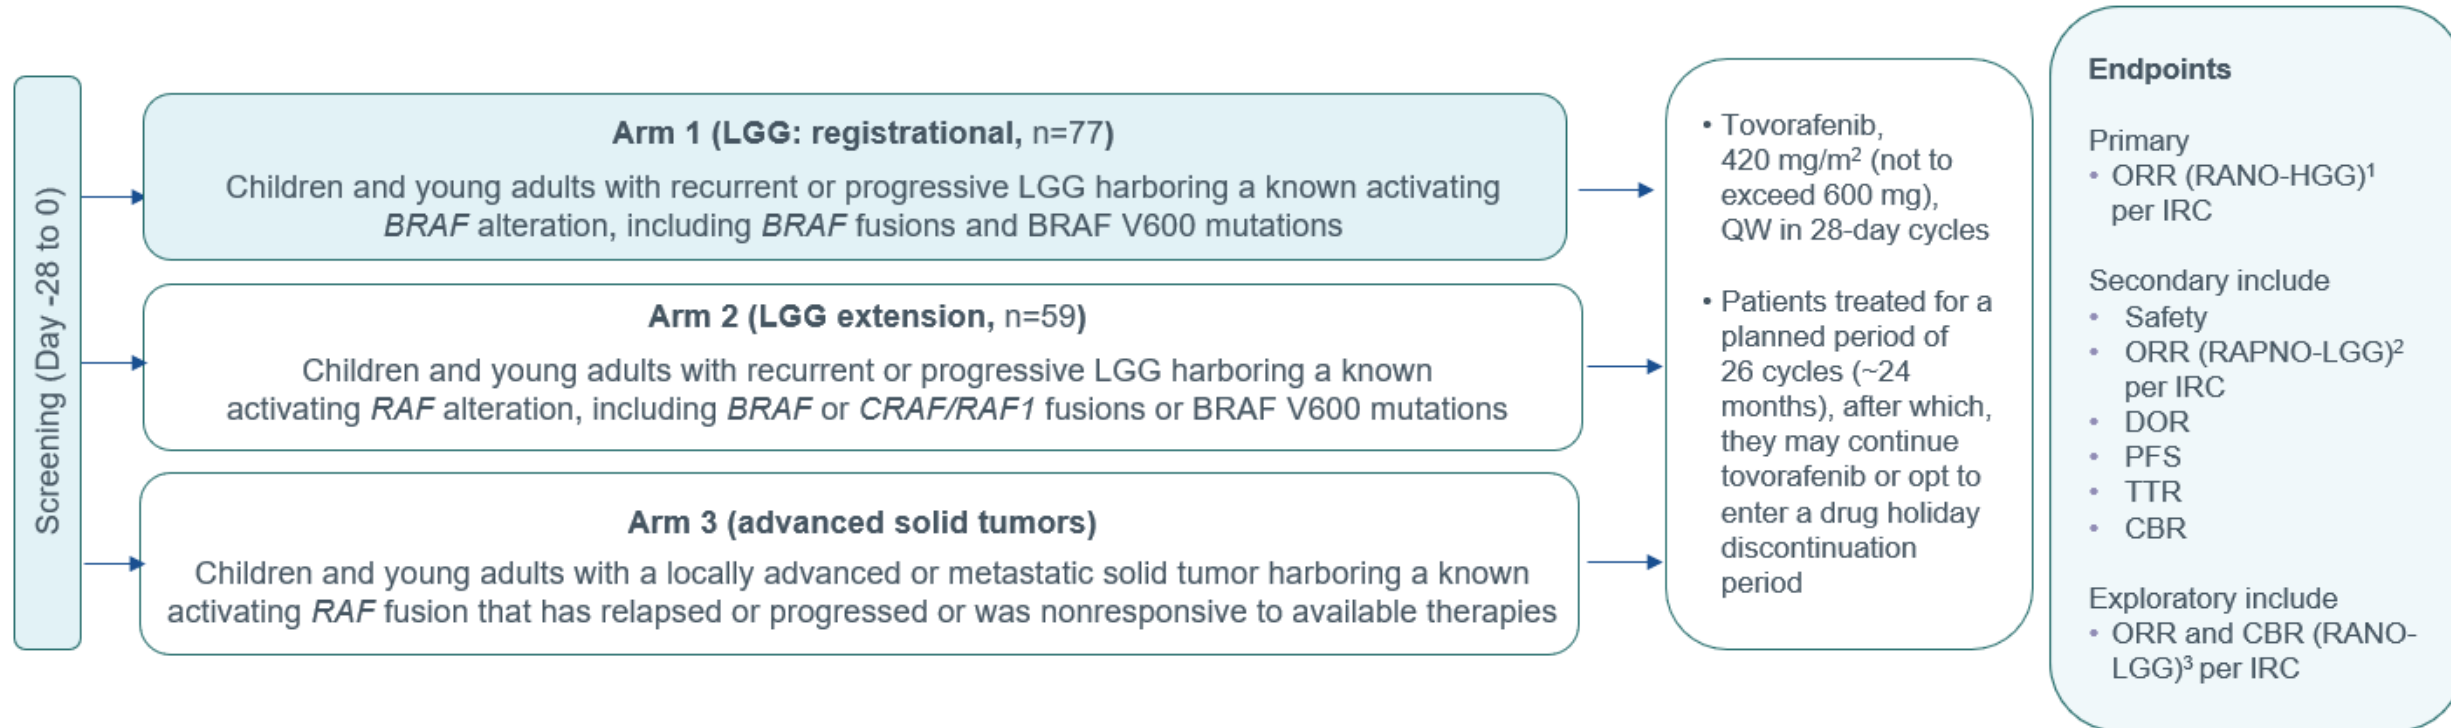 Screening (Day -28 to 0)
Arm 1 (LGG: registrational, n=77)
Children and young adults with recurrent or progressive LGG harboring a known activating
BRAF alteration, including BRAF fusions and BRAF V600 mutations
Arm 2 (LGG extension, n=59)
Children and young adults with recurrent or progressive LGG harboring a known
activating RAF alteration, including BRAF or CRAF/RAF1 fusions or BRAF V600 mutations
Arm 3 (advanced solid tumors)
Children and young adults with a locally advanced or metastatic solid tumor harboring a known
activating RAF fusion that has relapsed or progressed or was nonresponsive to available therapies
• Tovorafenib,
420 mg/m² (not to
exceed 600 mg),
QW in 28-day cycles
• Patients treated for a
planned period of
26 cycles (~24
months), after which,
they may continue
tovorafenib or opt to
enter a drug holiday
discontinuation
period
Endpoints
Primary
• ORR (RANO-HGG)¹
per IRC
Secondary include
• Safety
• ORR (RAPNO-LGG)²
per IRC
• DOR
• PFS
• TTR
• CBR
Exploratory include
• ORR and CBR (RANO-
LGG)³ per IRC